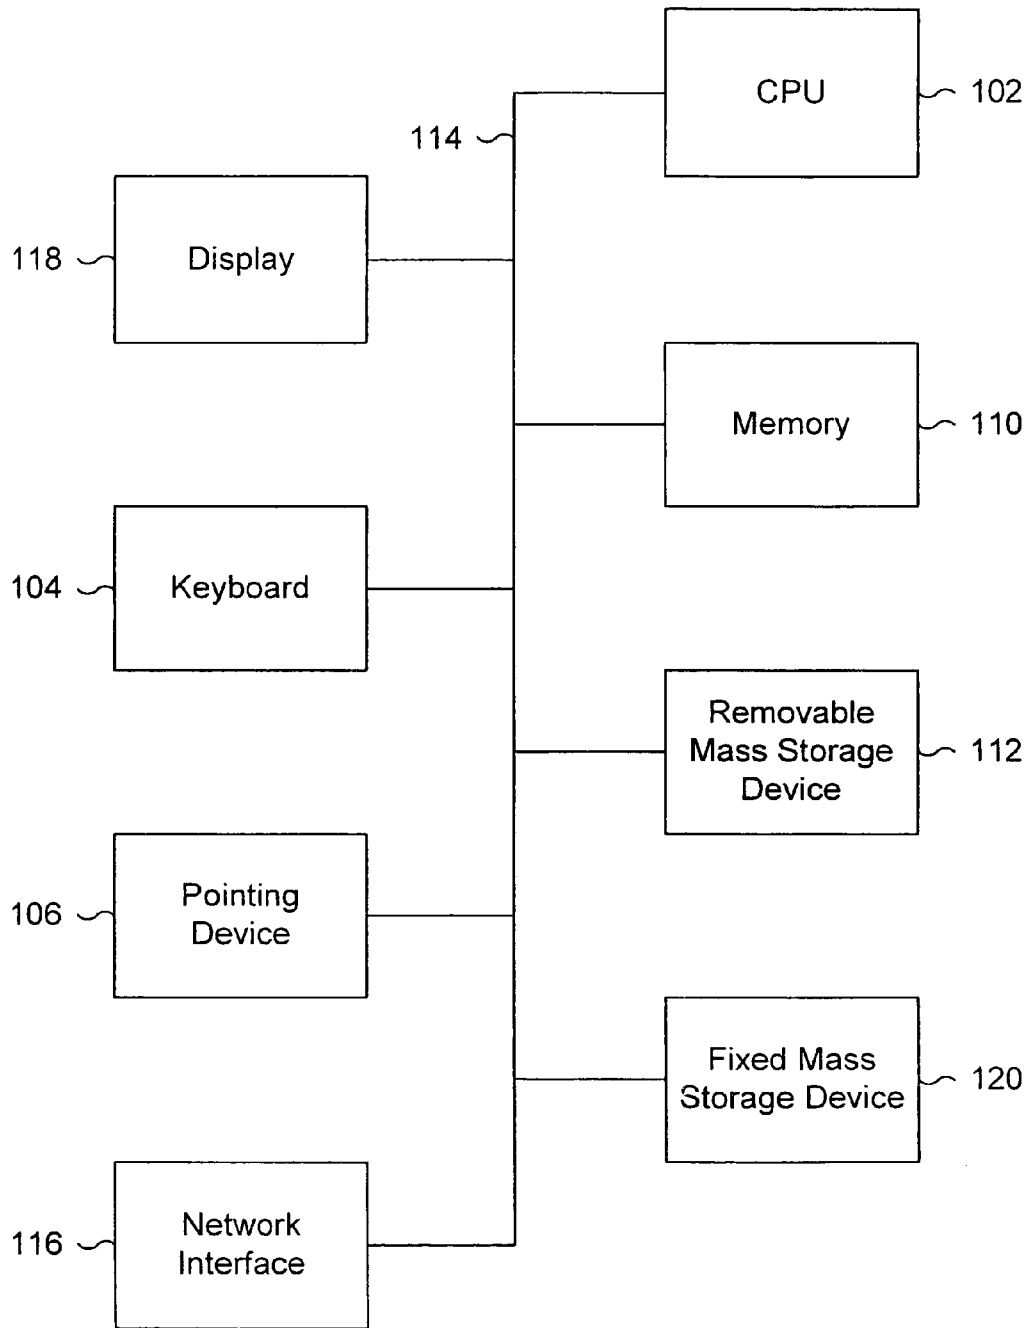 CPU
102
114
118
Display
Memory
110
104
Keyboard
Removable
Mass Storage
Device
112
106
Pointing
Device
Fixed Mass
Storage Device
120
116
Network
Interface